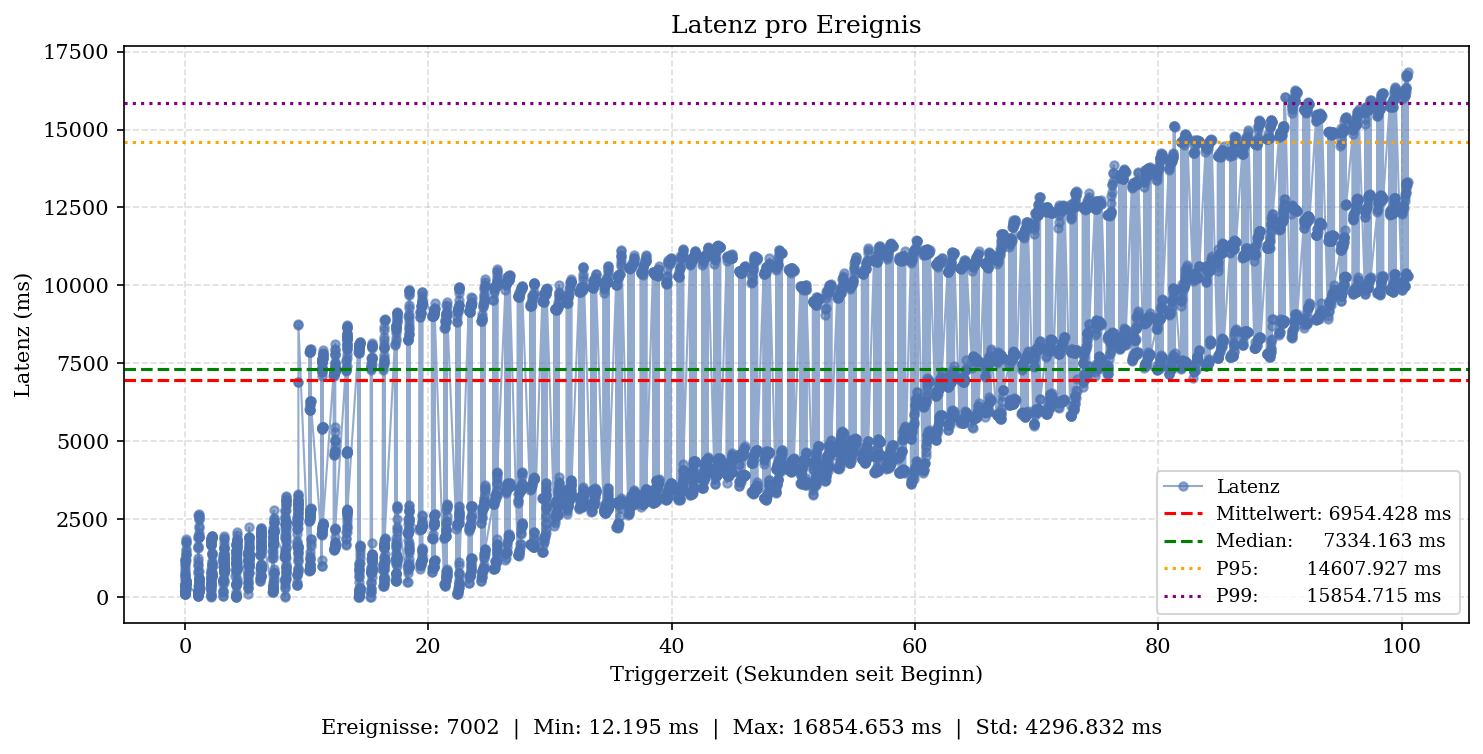 Latenz pro Ereignis
Latenz (ms)
17500
15000
12500
10000
7500
5000
2500
0
Latenz
Mittelwert: 6954.428 ms
Median: 7334.163 ms
P95: 14607.927 ms
P99: 15854.715 ms
0 20 40 60 80 100
Triggerzeit (Sekunden seit Beginn)
Ereignisse: 7002 | Min: 12.195 ms | Max: 16854.653 ms | Std: 4296.832 ms